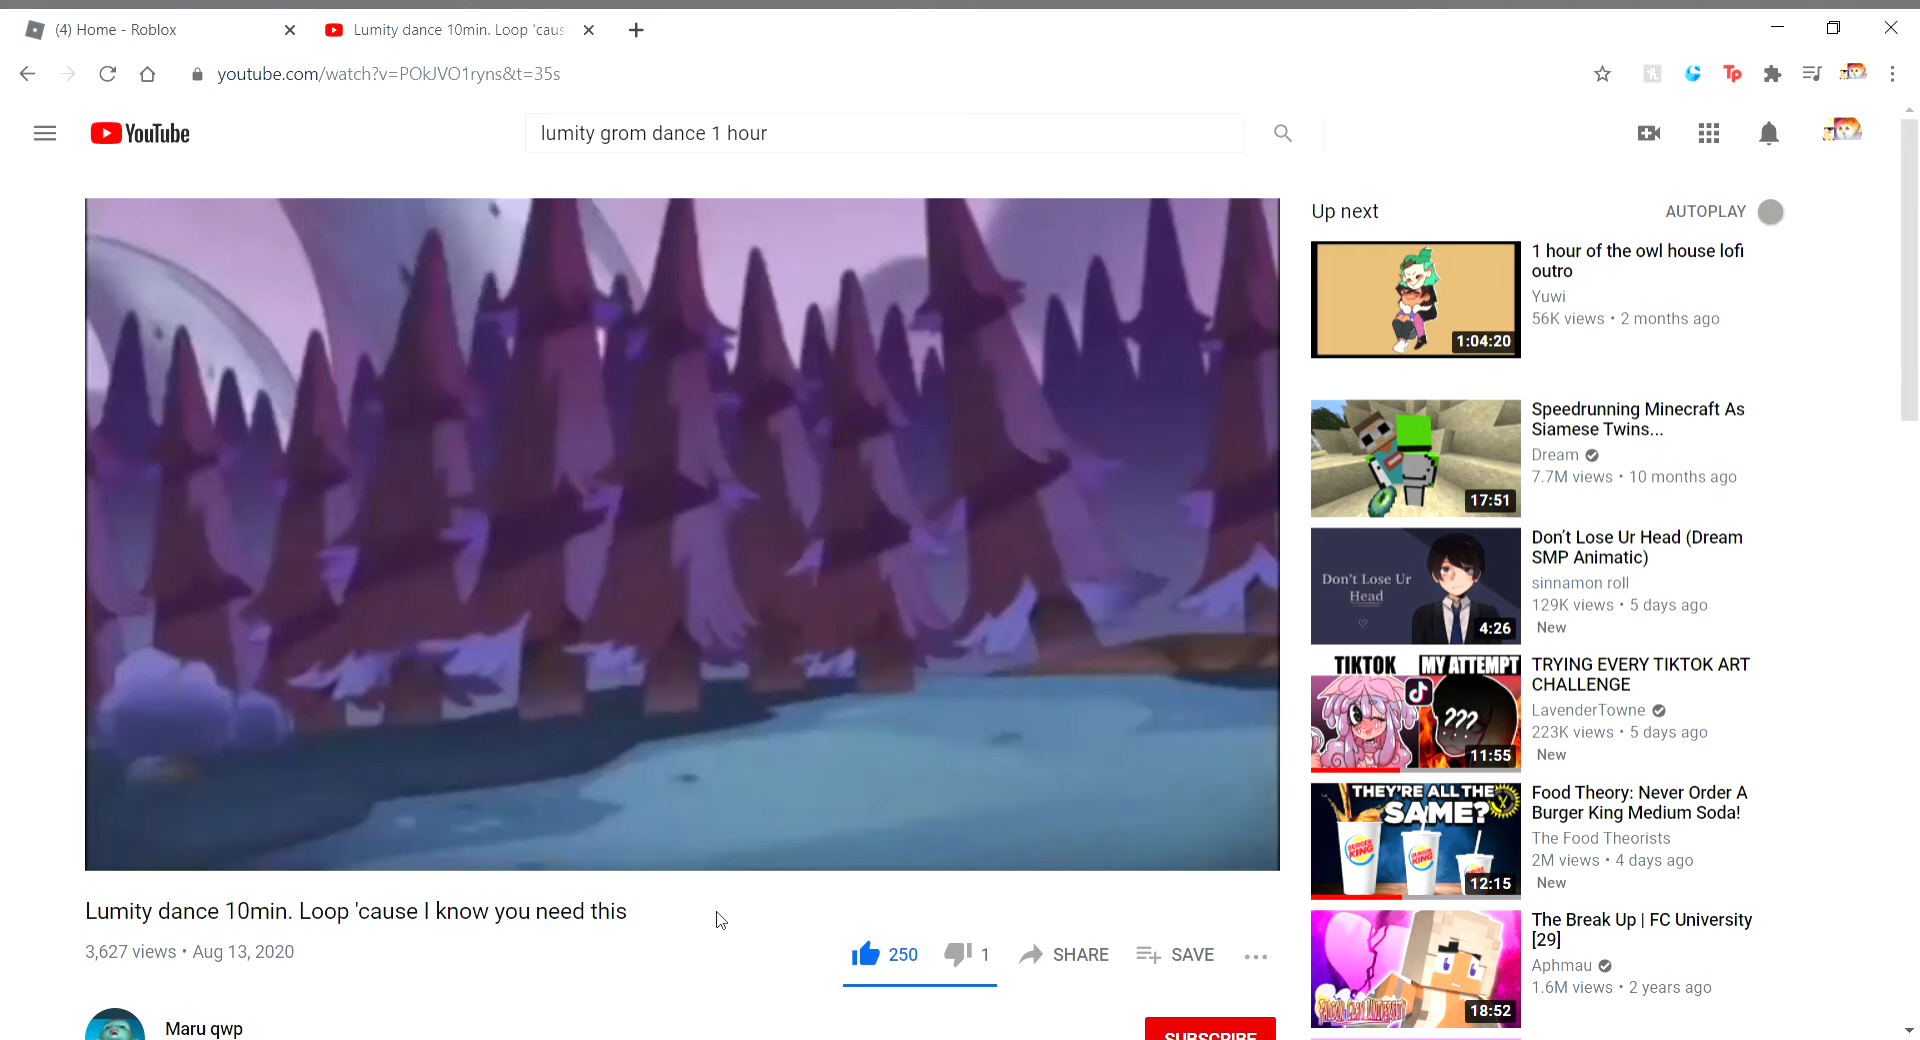 (4) Home - Roblox
Lumity dance 10min. Loop 'caus
youtube.com/watch?v=POkJVO1ryns&t=35s
Tp
YouTube
lumity grom dance 1 hour
Up next
AUTOPLAY
1:04:20
1 hour of the owl house lofi
outro
Yuwi
56K views • 2 months ago
17:51
Speedrunning Minecraft As
Siamese Twins...
Dream
7.7M views • 10 months ago
Don't Lose Ur
Head
4:26
Don't Lose Ur Head (Dream
SMP Animatic)
sinnamon roll
129K views • 5 days ago
New
TIKTOK MY ATTEMPT
???
11:55
TRYING EVERY TIKTOK ART
CHALLENGE
LavenderTowne
223K views • 5 days ago
New
THEY'RE ALL THE
SAME?
BURGER KING
BURGER KING
12:15
Food Theory: Never Order A
Burger King Medium Soda!
The Food Theorists
2M views • 4 days ago
New
18:52
The Break Up | FC University
[29]
Aphmau
1.6M views • 2 years ago
Lumity dance 10min. Loop 'cause I know you need this
3,627 views • Aug 13, 2020
250
1
SHARE
SAVE
Maru qwp
SUBSCRIBE